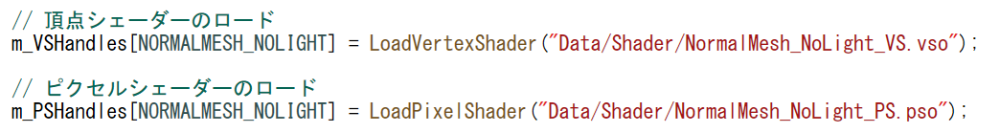 // 頂点シェーダーのロード
m_VSHandles[NORMALMESH_NOLIGHT] = LoadVertexShader("Data/Shader/NormalMesh_NoLight_VS.vso");
// ピクセルシェーダーのロード
m_PSHandles[NORMALMESH_NOLIGHT] = LoadPixelShader("Data/Shader/NormalMesh_NoLight_PS.pso");